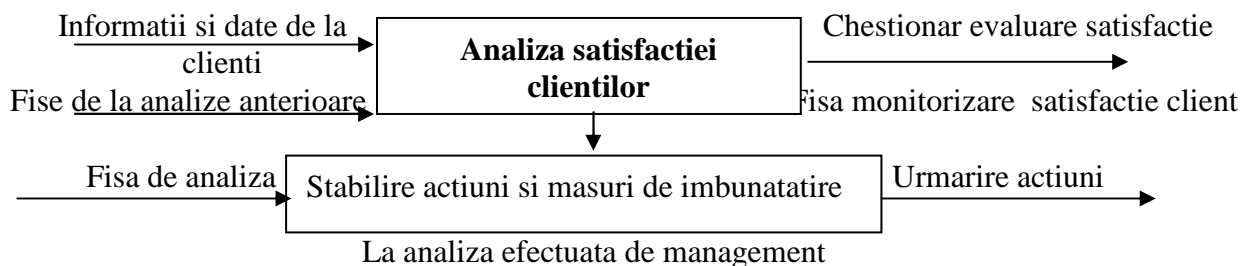 Informatii si date de la
clienti
Fise de la analize anterioare
Analiza satisfactiei
clientilor
Chestionar evaluare satisfactie
Fisa monitorizare satisfactie client
Fisa de analiza
Stabilire actiuni si masuri de imbunatatire
Urmarire actiuni
La analiza efectuata de management